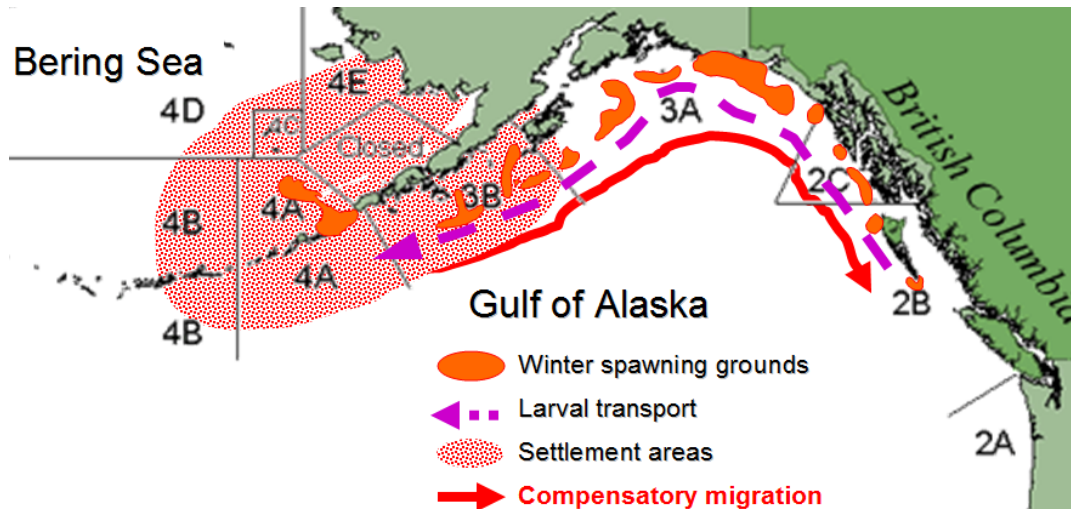 Bering Sea
4D
4E
4C
Closed
4B
4A
3B
4A
4B
3A
2C
2B
2A
British Columbia
Gulf of Alaska
Winter spawning grounds
Larval transport
Settlement areas
Compensatory migration